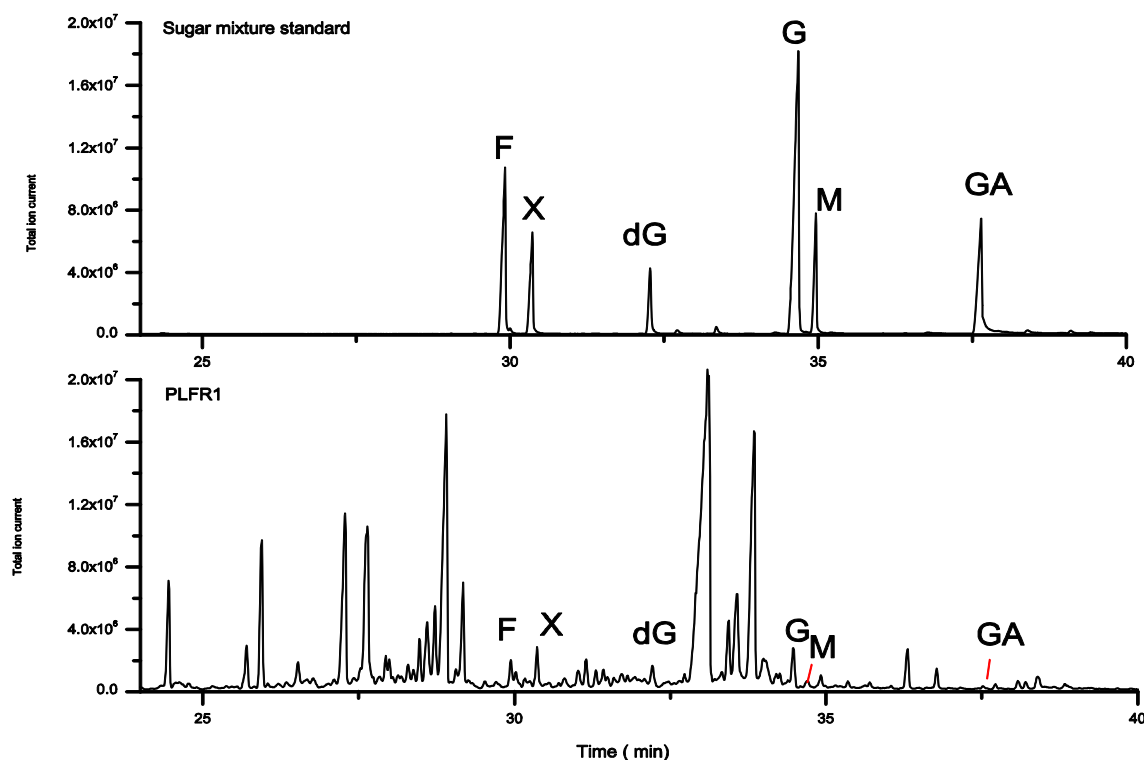 Sugar mixture standard
2.0x10⁷
1.6x10⁷
1.2x10⁷
8.0x10⁶
4.0x10⁶
0.0
Total ion current
F
X
dG
G
M
GA
25
30
35
40
PLFR1
2.0x10⁷
1.6x10⁷
1.2x10⁷
8.0x10⁶
4.0x10⁶
0.0
Total ion current
F
X
dG
G
M
GA
25
30
35
40
Time ( min)